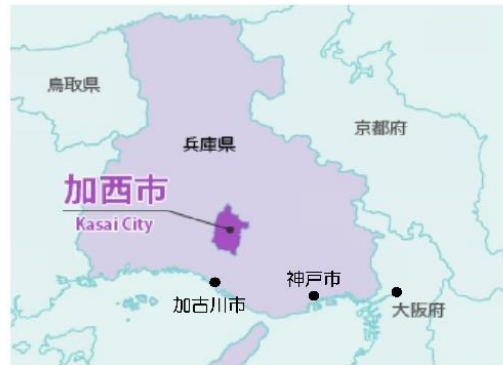 鳥取県
京都府
兵庫県
加西市
Kasai City
神戸市
加古川市
大阪府